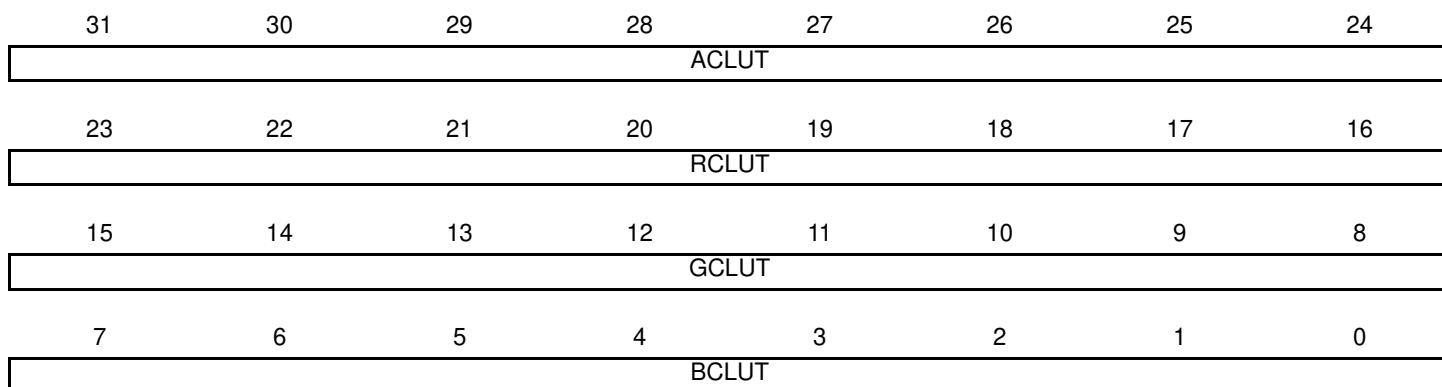 31 30 29 28 27 26 25 24
ACLUT
23 22 21 20 19 18 17 16
RCLUT
15 14 13 12 11 10 9 8
GCLUT
7 6 5 4 3 2 1 0
BCLUT